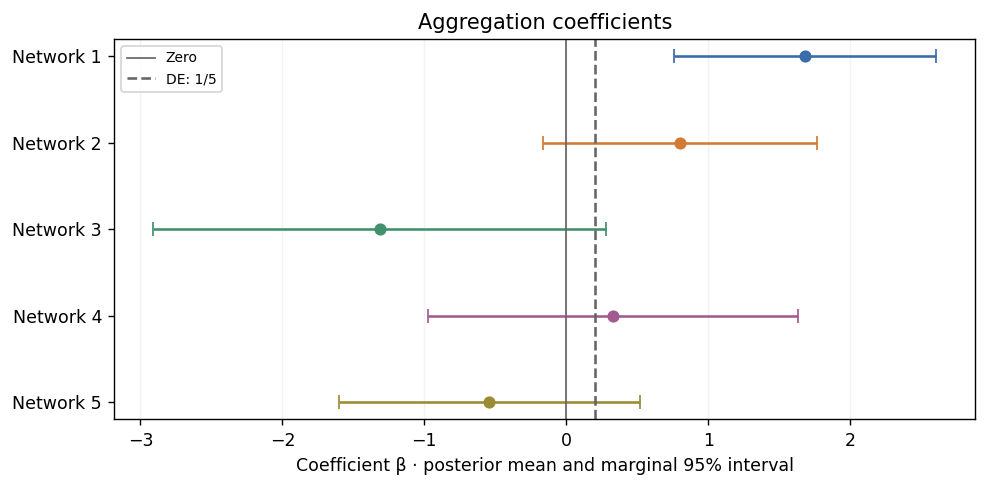 Aggregation coefficients
Zero
DE: 1/5
Network 1
Network 2
Network 3
Network 4
Network 5
−3 −2 −1 0 1 2
Coefficient β · posterior mean and marginal 95% interval